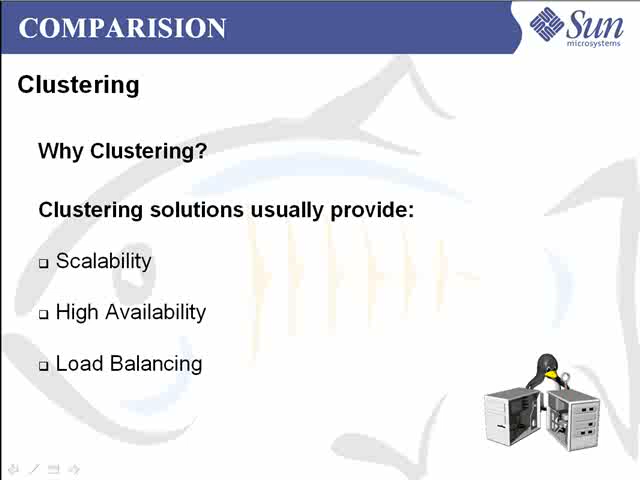 COMPARISION
Sun
microsystems
Clustering
Why Clustering?
Clustering solutions usually provide:
Scalability
High Availability
Load Balancing